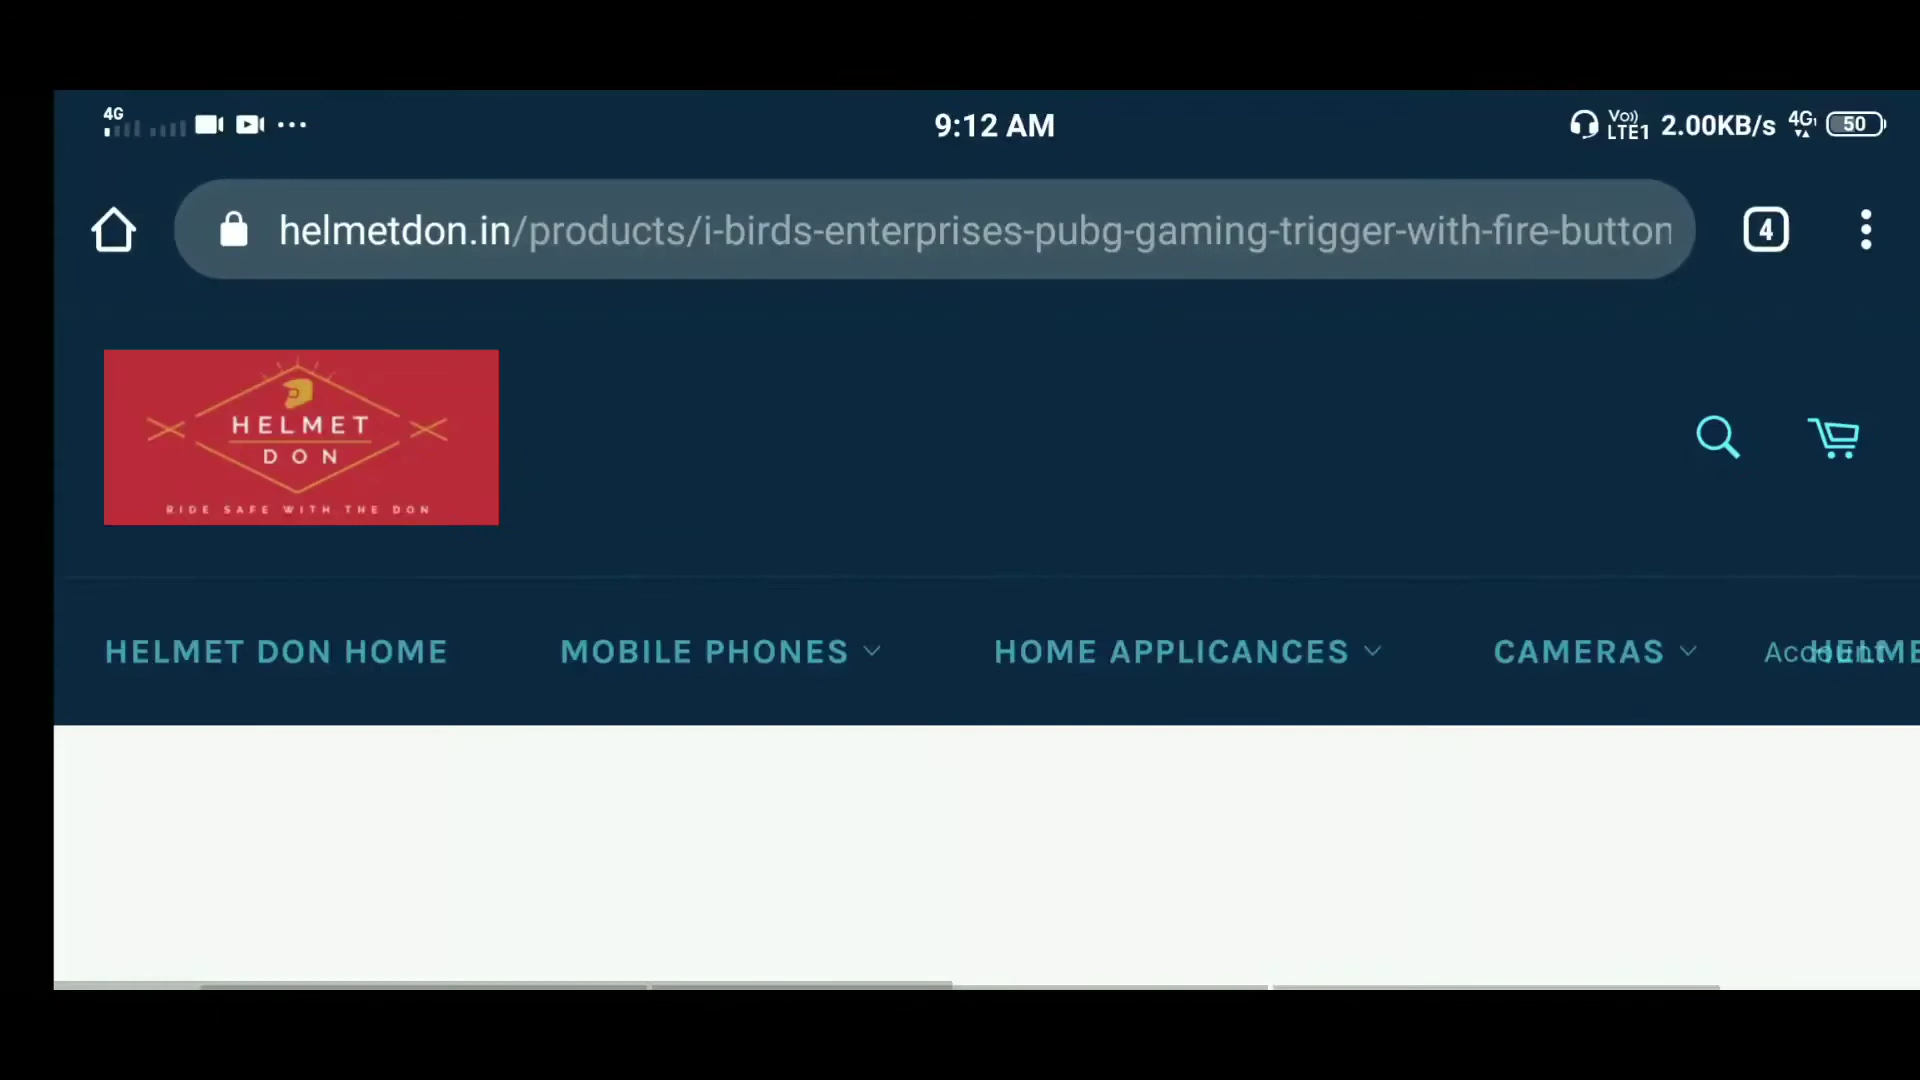 4G
9:12 AM
Vo)) LTE1 2.00KB/s 4G 50
helmetdon.in/products/i-birds-enterprises-pubg-gaming-trigger-with-fire-button
4
HELMET
DON
RIDE SAFE WITH THE DON
HELMET DON HOME MOBILE PHONES HOME APPLICANCES CAMERAS Account